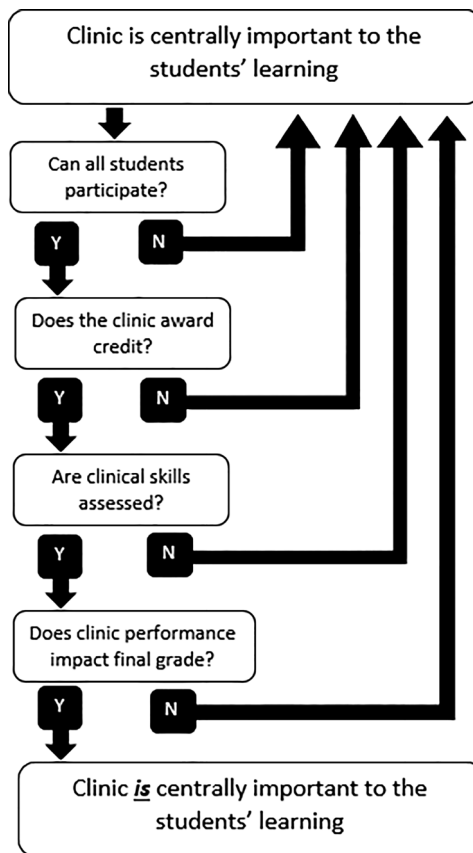 Clinic is centrally important to the
students’ learning
Can all students
participate?
Y
N
Does the clinic award
credit?
Y
N
Are clinical skills
assessed?
Y
N
Does clinic performance
impact final grade?
Y
N
Clinic is centrally important to the
students’ learning